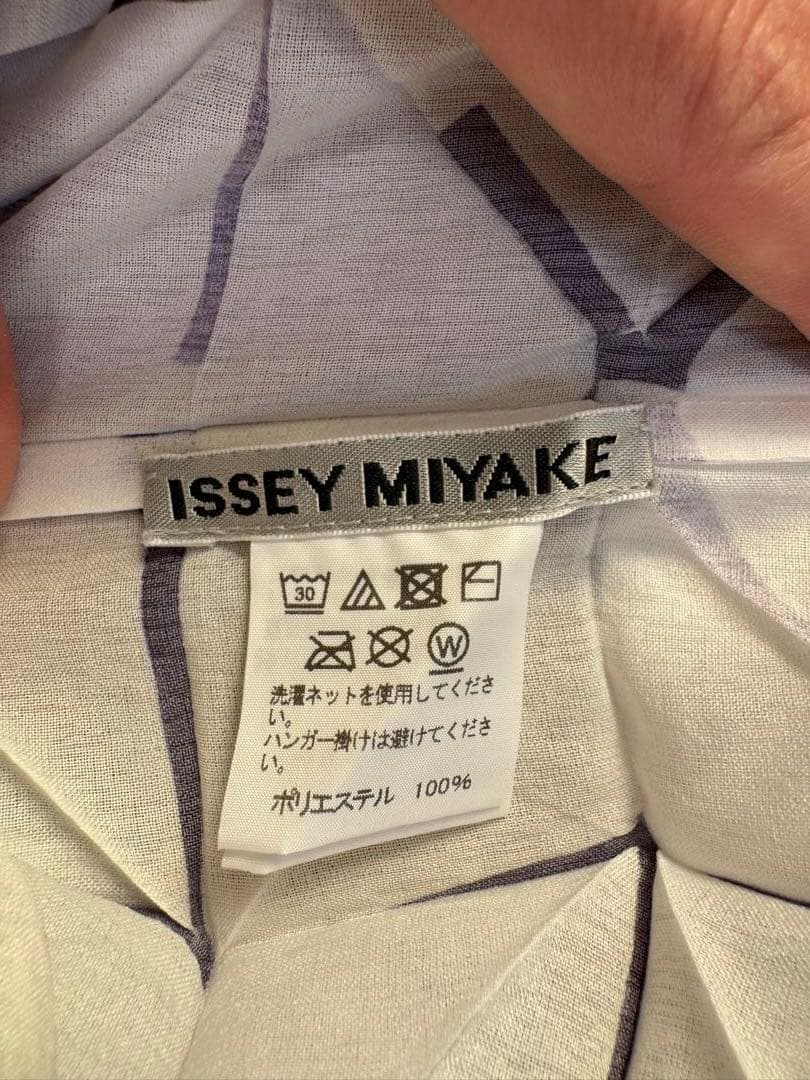 ISSEY MIYAKE
30
W
洗濯ネットを使用してくださ
い。
ハンガー掛けは避けてくださ
い。
ポリエステル 100%